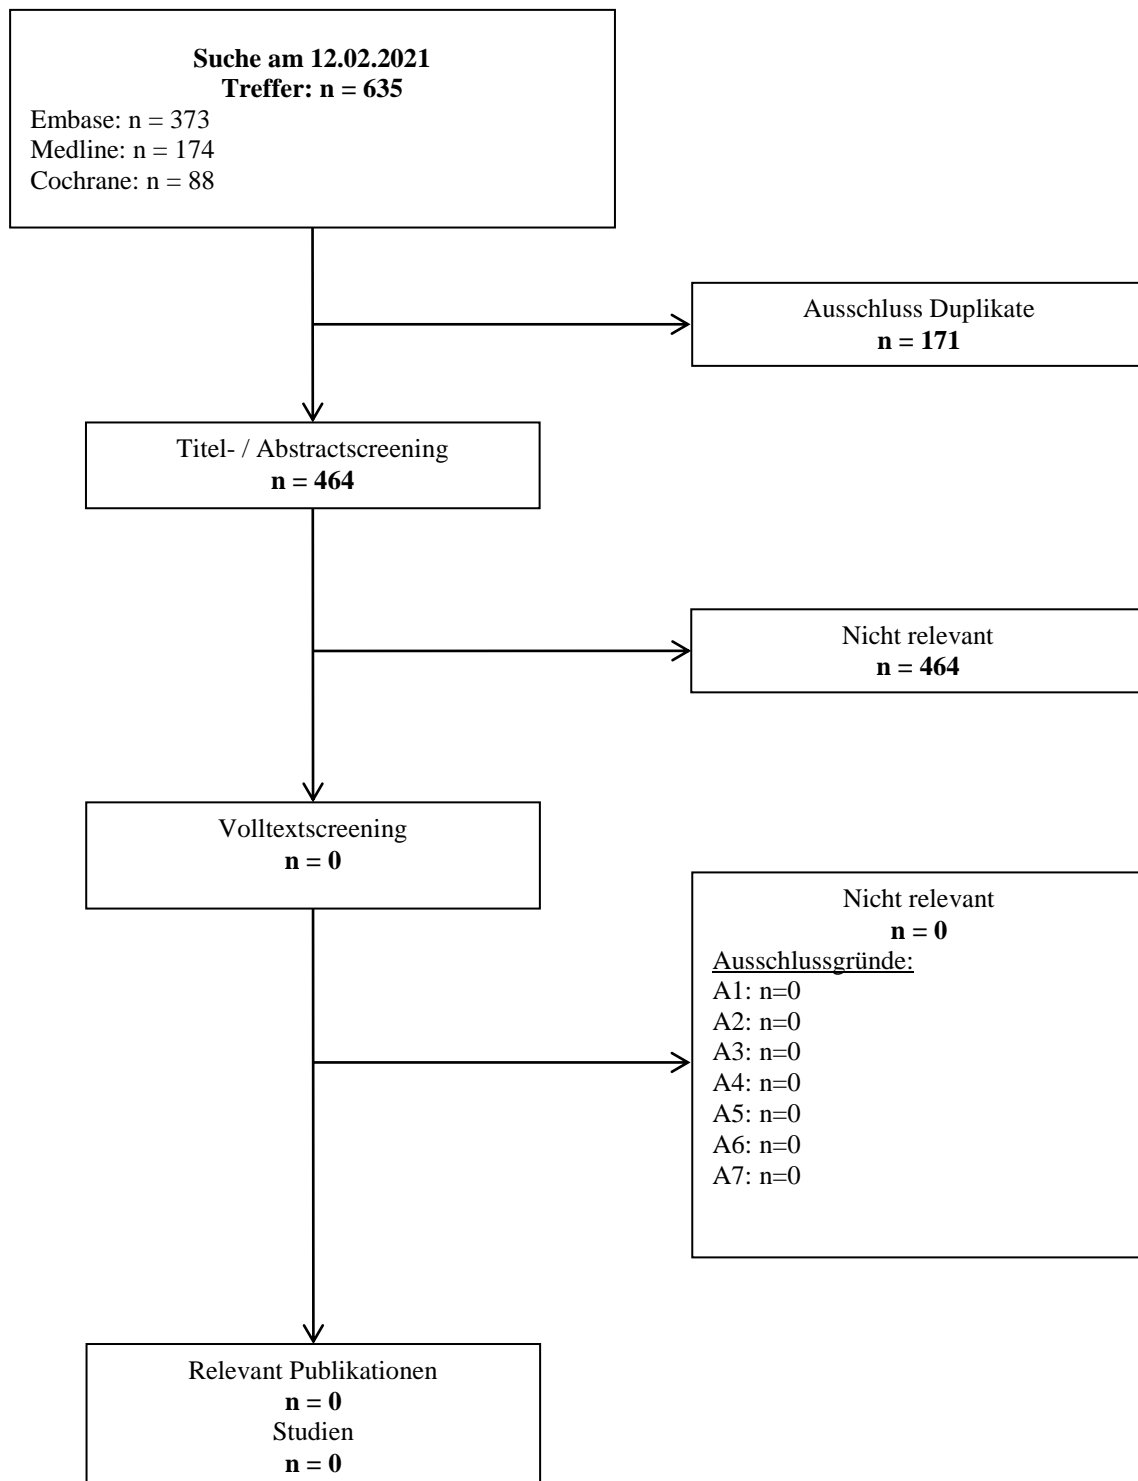 Suche am 12.02.2021
Treffer: n = 635
Embase: n = 373
Medline: n = 174
Cochrane: n = 88
Ausschluss Duplikate
n = 171
Titel- / Abstractscreening
n = 464
Nicht relevant
n = 464
Volltextscreening
n = 0
Nicht relevant
n = 0
Ausschlussgründe:
A1: n=0
A2: n=0
A3: n=0
A4: n=0
A5: n=0
A6: n=0
A7: n=0
Relevant Publikationen
n = 0
Studien
n = 0